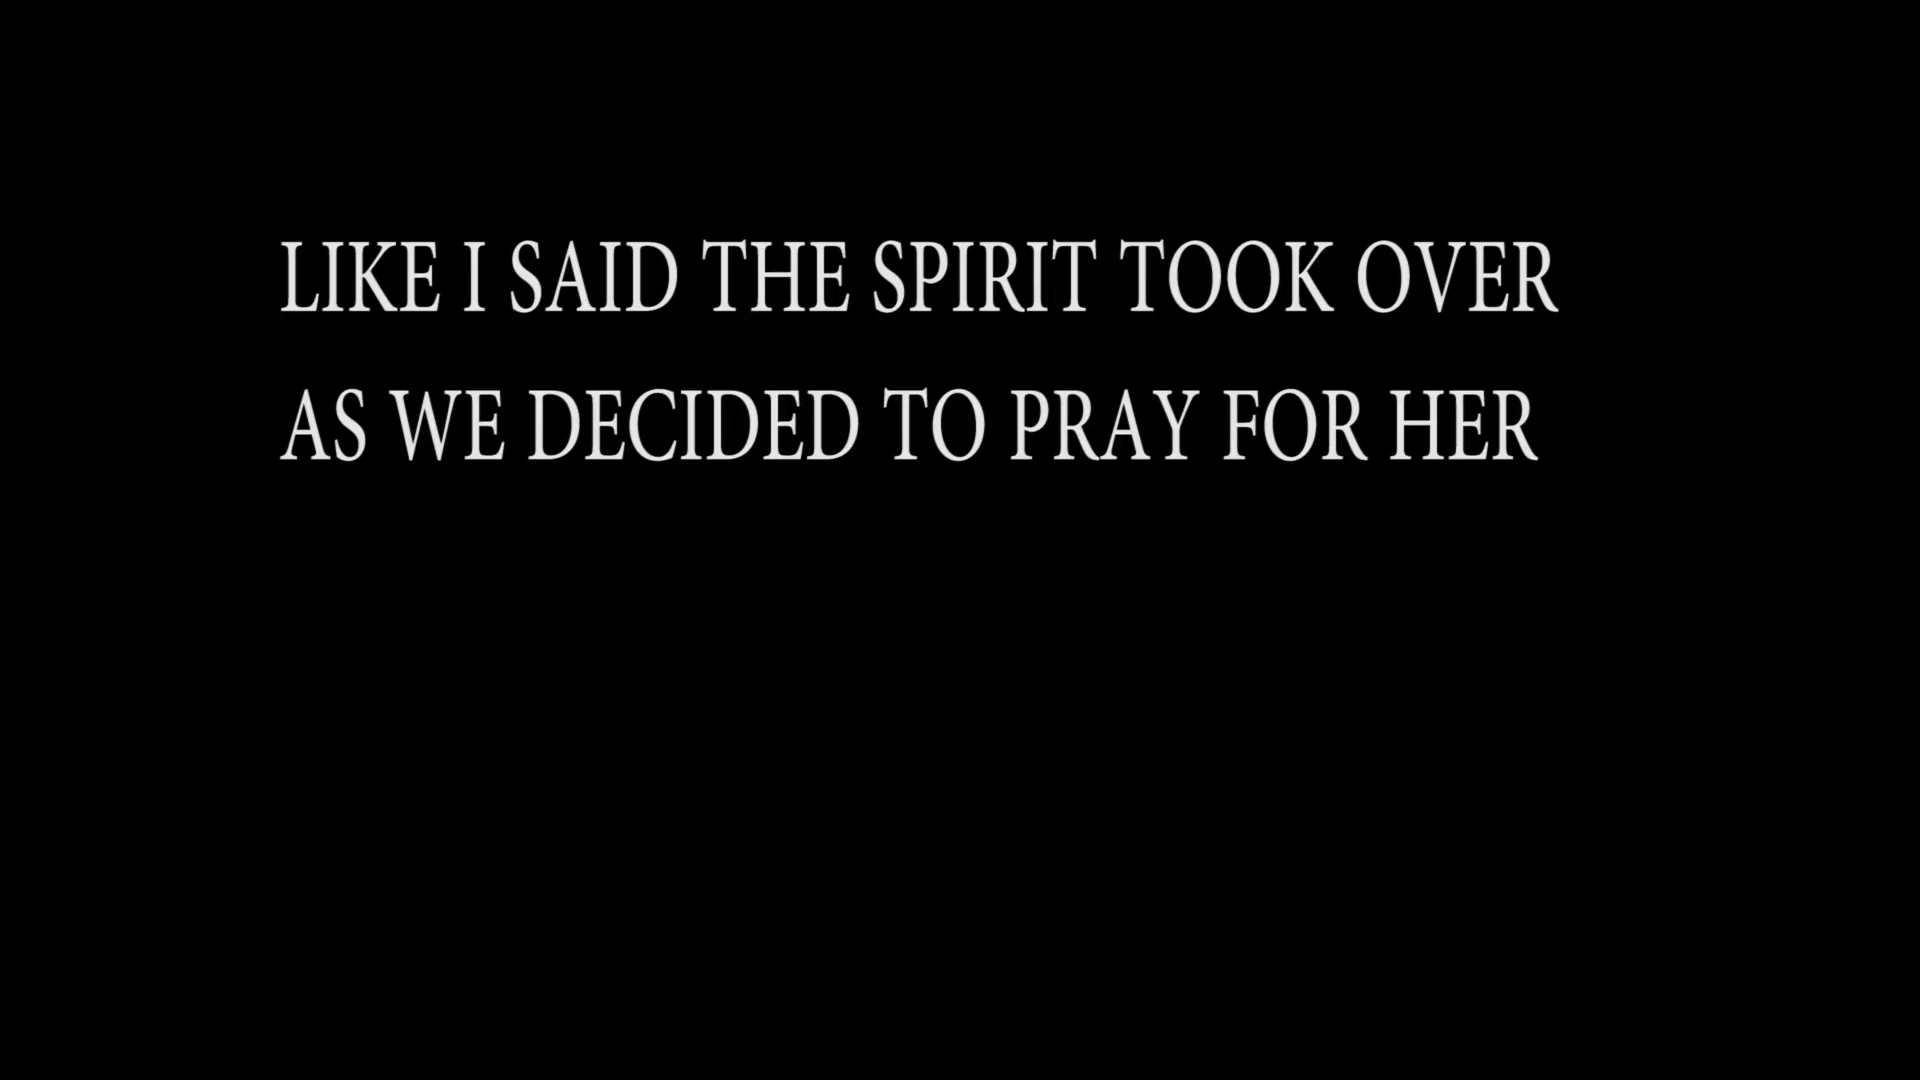 LIKE I SAID THE SPIRIT TOOK OVER
AS WE DECIDED TO PRAY FOR HER